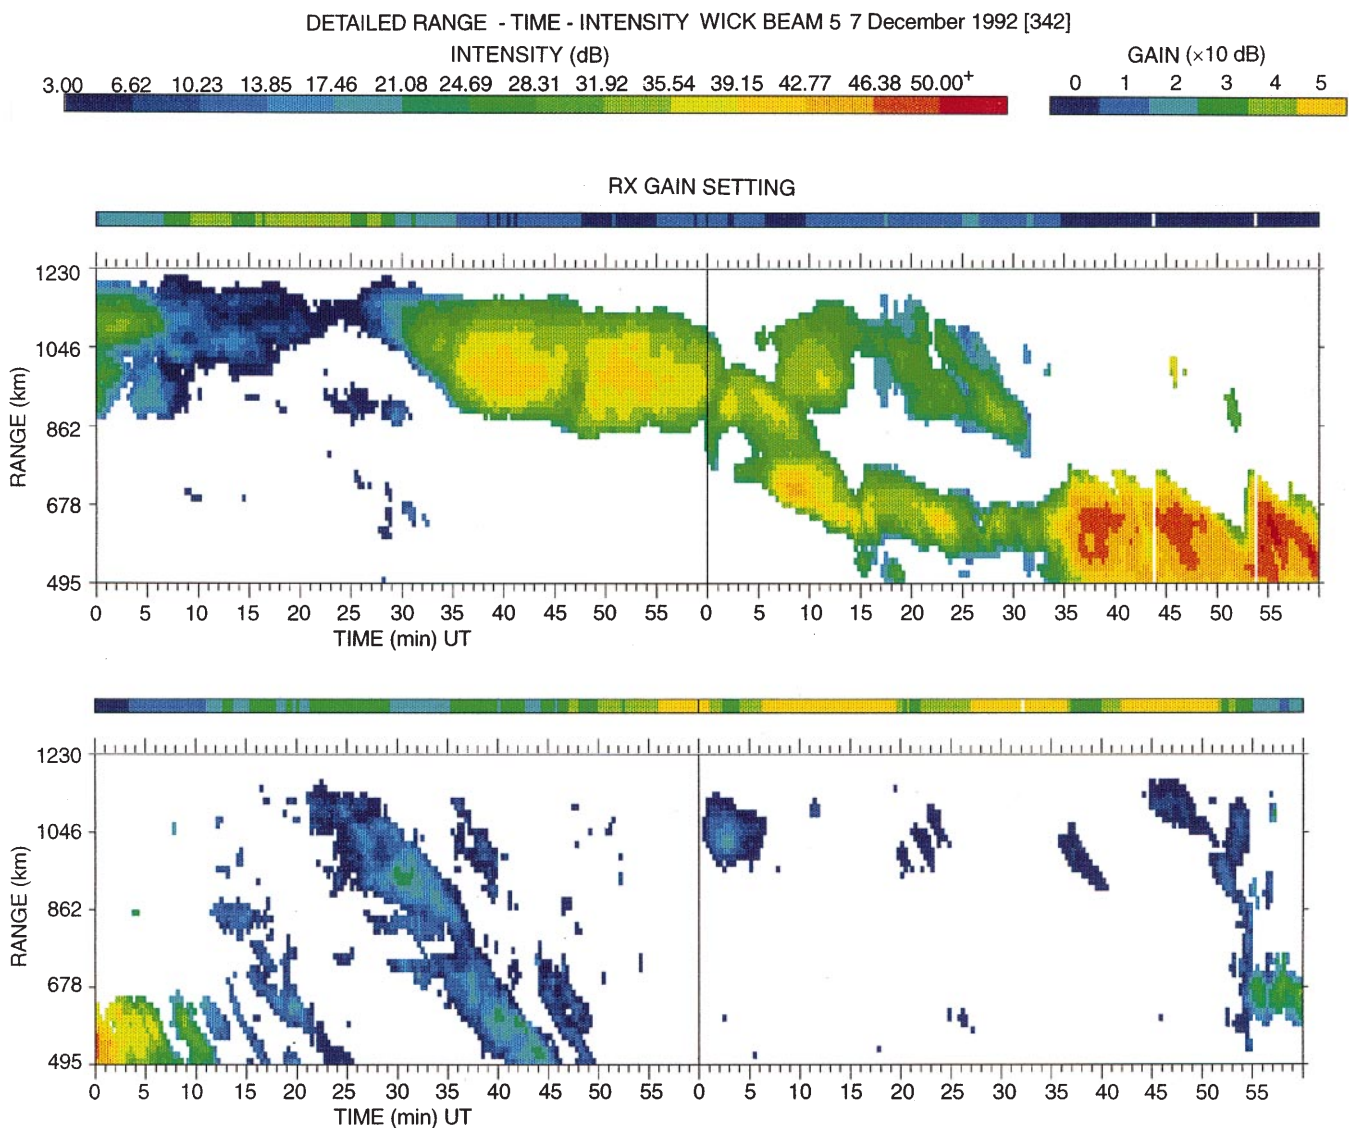 DETAILED RANGE - TIME - INTENSITY WICK BEAM 5 7 December 1992 [342]
INTENSITY (dB) GAIN (×10 dB)
3.00 6.62 10.23 13.85 17.46 21.08 24.69 28.31 31.92 35.54 39.15 42.77 46.38 50.00+ 0 1 2 3 4 5
RX GAIN SETTING
1230
1046
862
678
495
RANGE (km)
0 5 10 15 20 25 30 35 40 45 50 55 0 5 10 15 20 25 30 35 40 45 50 55
TIME (min) UT
1230
1046
862
678
495
RANGE (km)
0 5 10 15 20 25 30 35 40 45 50 55 0 5 10 15 20 25 30 35 40 45 50 55
TIME (min) UT